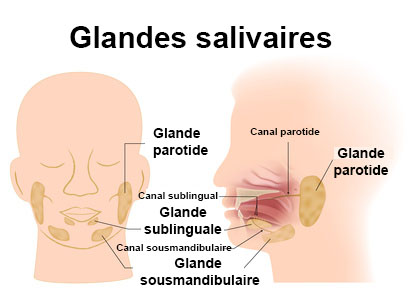 Glandes salivaires
Canal parotide
Glande
parotide
Glande
parotide
Canal sublingual
Glande
sublinguale
Canal sousmandibulaire
Glande
sousmandibulaire